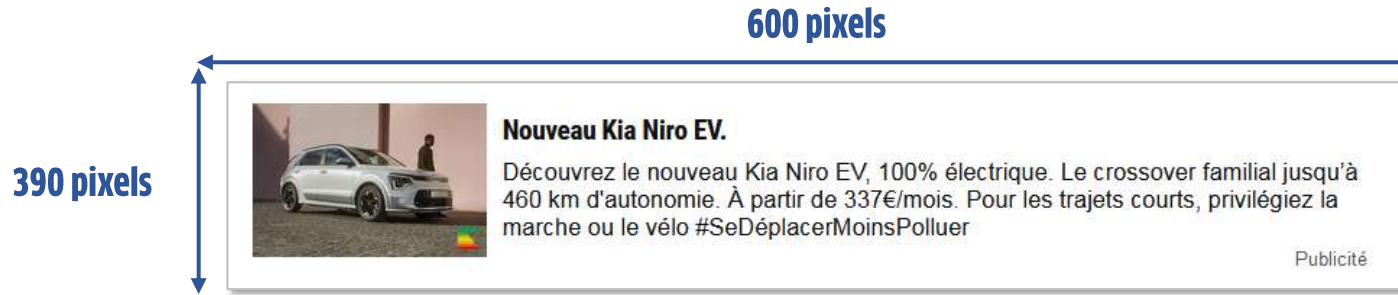 600 pixels
390 pixels
Nouveau Kia Niro EV.
Découvrez le nouveau Kia Niro EV, 100% électrique. Le crossover familial jusqu'à
460 km d'autonomie. À partir de 337€/mois. Pour les trajets courts, privilégiez la
marche ou le vélo #SeDéplacerMoinsPolluer
Publicité